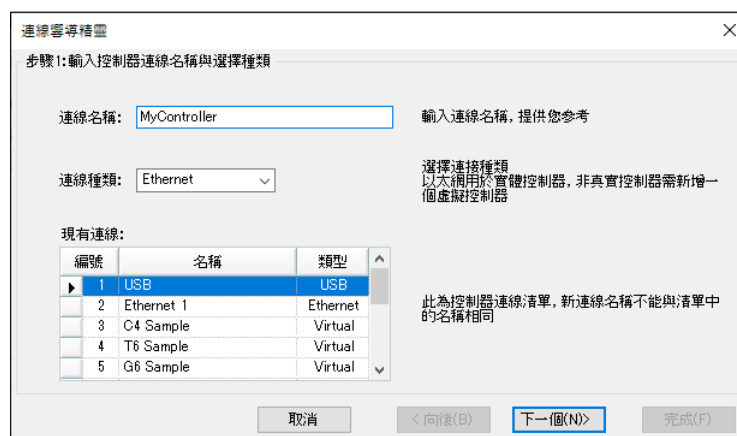 連線嚮導精靈
步驟1:輸入控制器連線名稱與選擇種類
連線名稱: MyController 輸入連線名稱, 提供您參考
連線種類: Ethernet 選擇連接種類
以太網用於實體控制器, 非真實控制器需新增一
個虛擬控制器
現有連線:
編號 名稱 類型
1 USB USB
2 Ethernet 1 Ethernet
3 C4 Sample Virtual
4 T6 Sample Virtual
5 G6 Sample Virtual
此為控制器連線清單, 新連線名稱不能與清單中
的名稱相同
取消 < 向後(B) 下一個(N)> 完成(F)